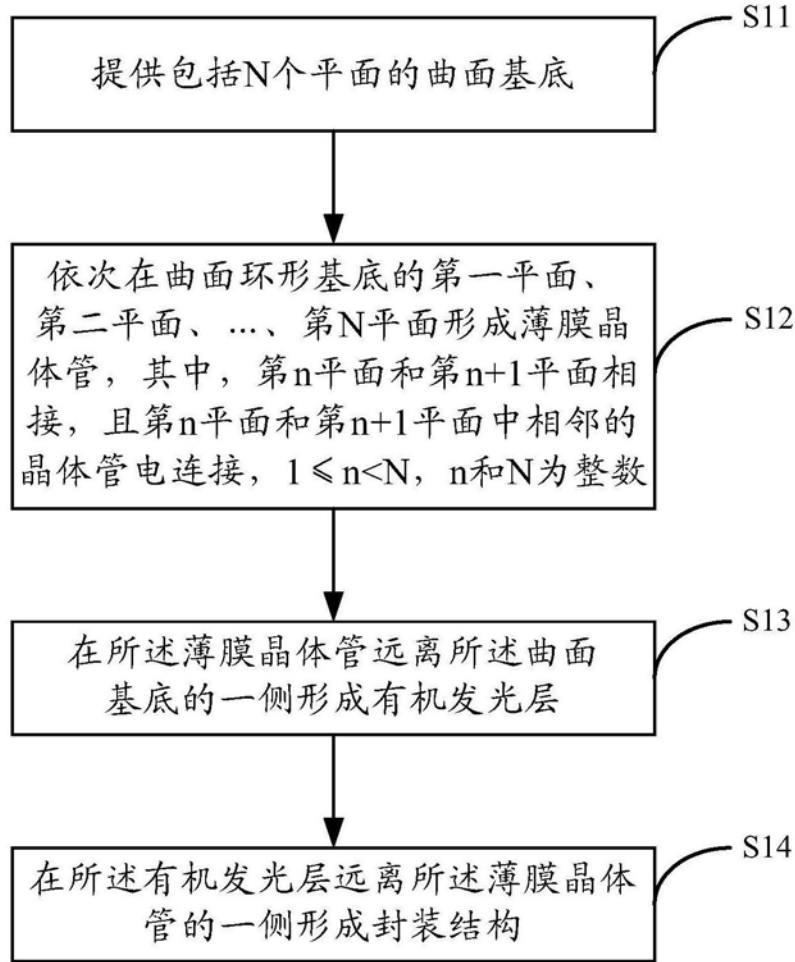 S11
提供包括N个平面的曲面基底
依次在曲面环形基底的第一平面、
第二平面、...、第N平面形成薄膜晶
体管，其中，第n平面和第n+1平面相
接，且第n平面和第n+1平面中相邻的
晶体管电连接，1≤n<N，n和N为整数
S12
在所述薄膜晶体管远离所述曲面
基底的一侧形成有机发光层
S13
在所述有机发光层远离所述薄膜晶体
管的一侧形成封装结构
S14